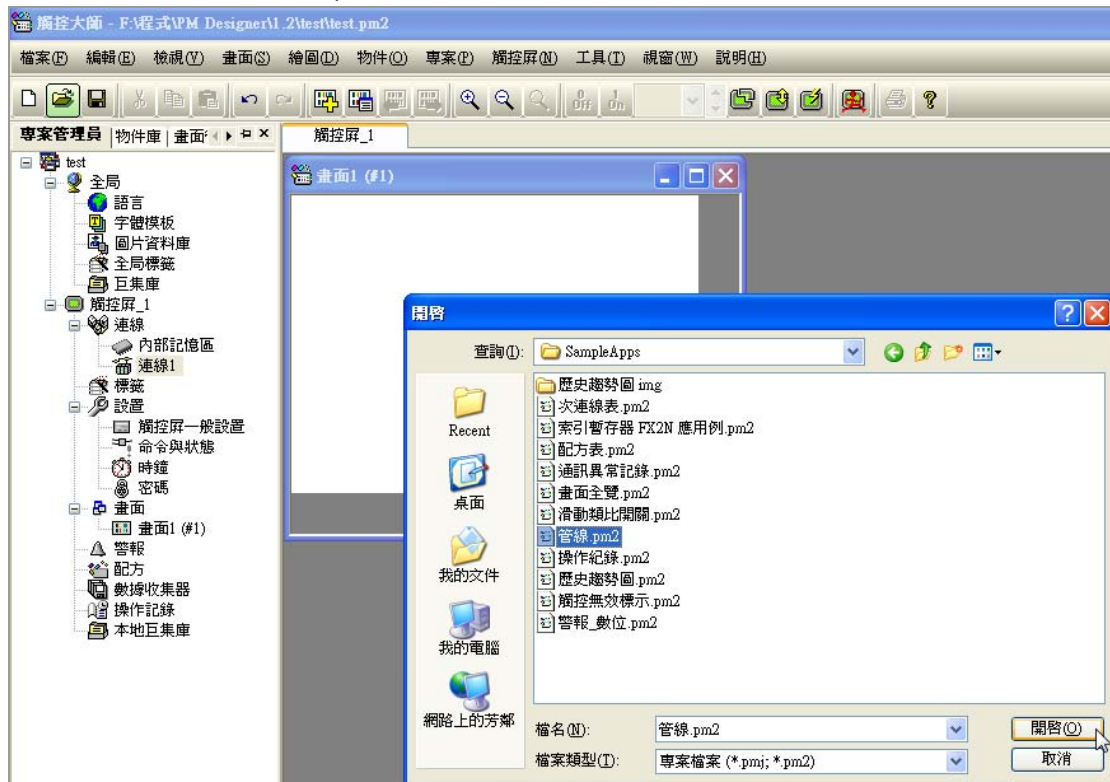 觸控大師 - F:\程式\PM Designer\1.2\test\test.pm2
檔案(F) 編輯(E) 檢視(V) 畫面(S) 繪圖(D) 物件(O) 專案(P) 觸控屏(N) 工具(T) 視窗(W) 說明(H)
Off On
專案管理員 物件庫 畫面
觸控屏_1
test
全局
語言
字體模板
圖片資料庫
全局標籤
巨集庫
觸控屏_1
連線
內部記憶區
連線1
標籤
設置
觸控屏一般設置
命令與狀態
時鐘
密碼
畫面
畫面1 (#1)
警報
配方
數據收集器
操作記錄
本地巨集庫
畫面1 (#1)
開啓
查詢(I): SampleApps
Recent
桌面
我的文件
我的電腦
網路上的芳鄰
歷史趨勢圖 img
次連線表.pm2
索引暫存器 FX2N 應用例.pm2
配方表.pm2
通訊異常記錄.pm2
畫面全覽.pm2
滑動類比開關.pm2
管線.pm2
操作紀錄.pm2
歷史趨勢圖.pm2
觸控無效標示.pm2
警報_數位.pm2
檔名(N): 管線.pm2 開啓(O)
檔案類型(T): 專案檔案 (*.pmj; *.pm2) 取消